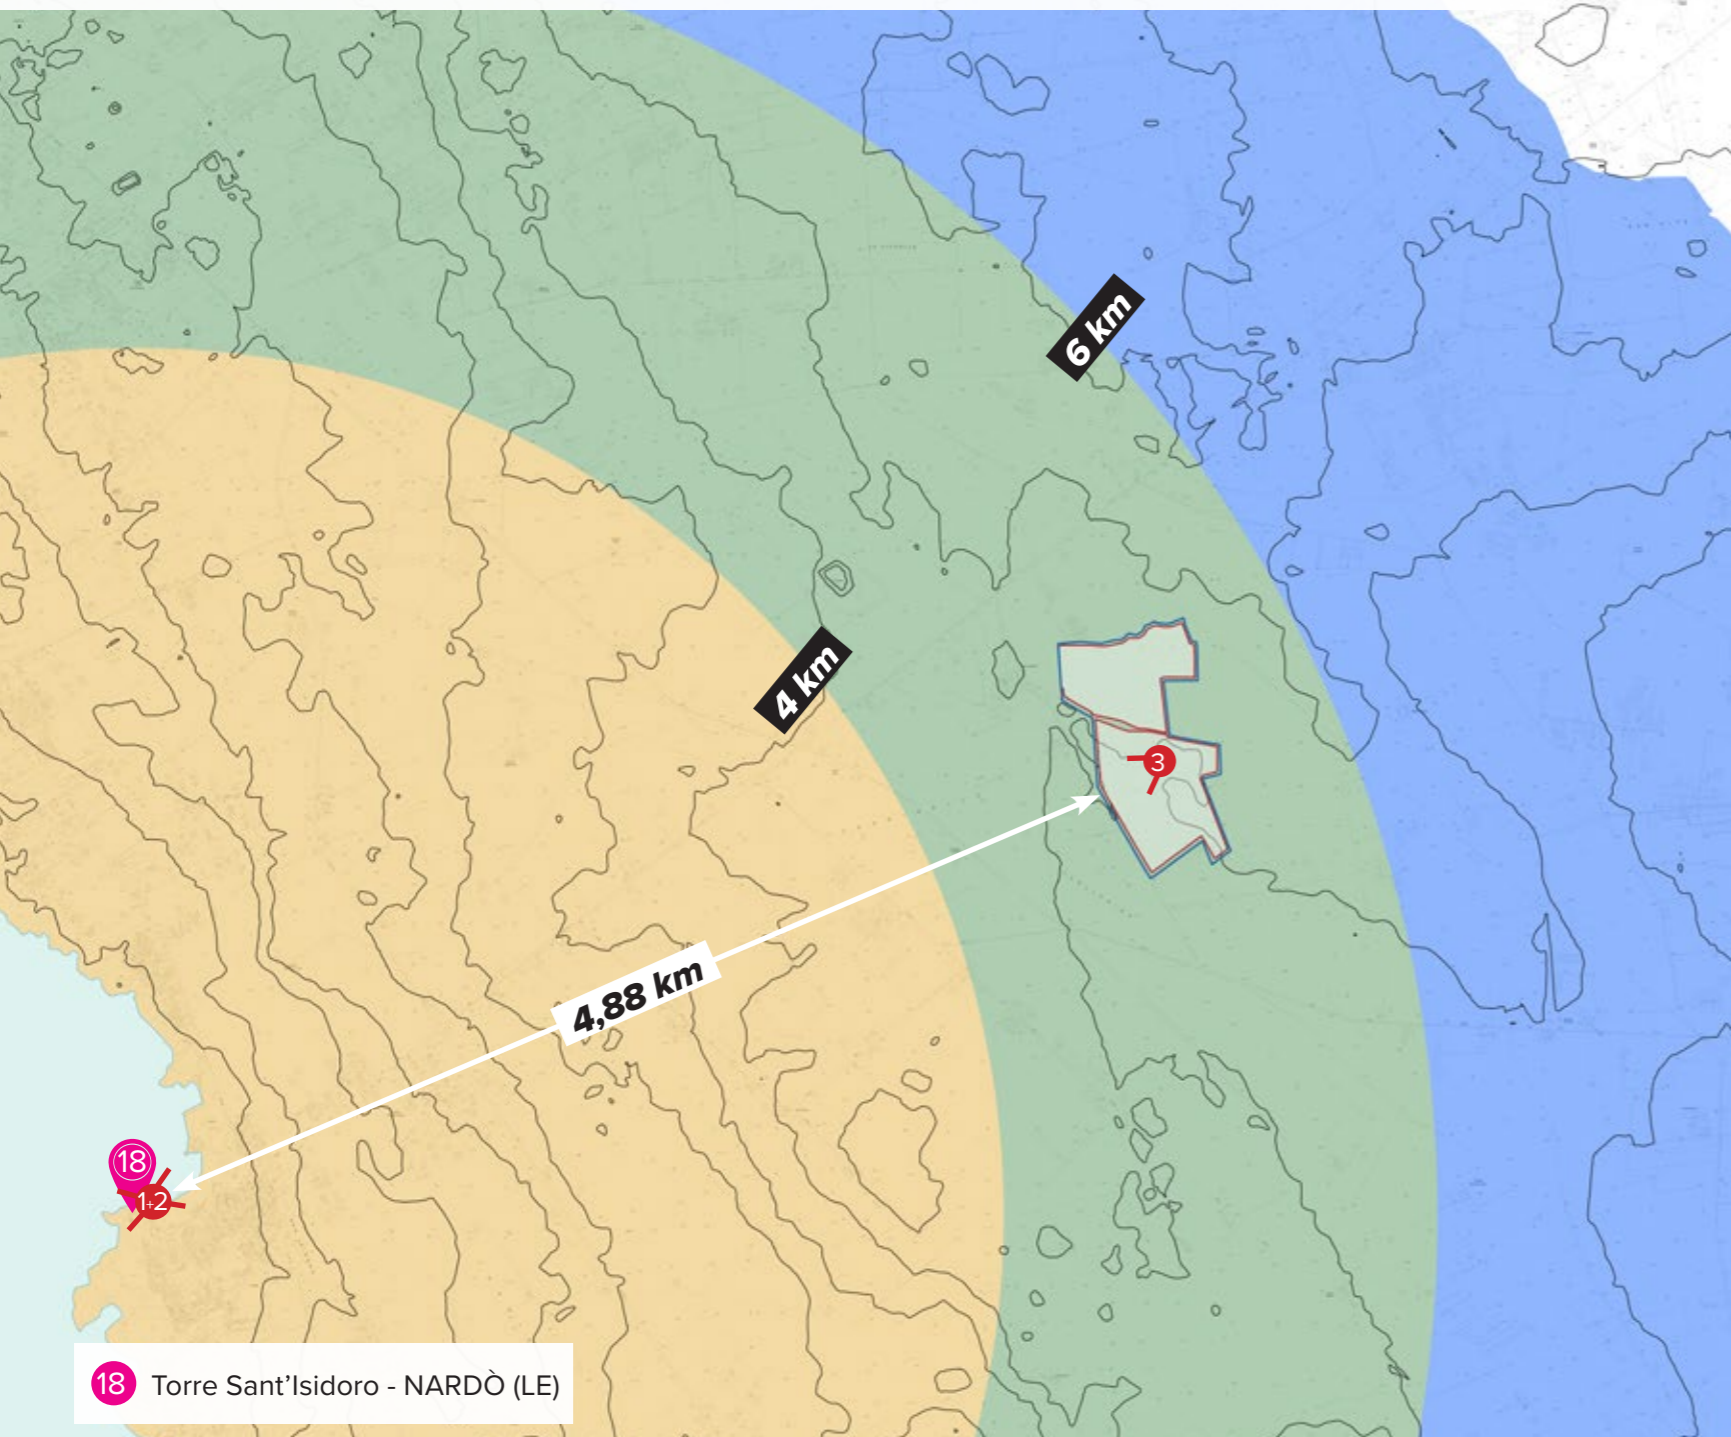 6 km
4 km
3
4,88 km
18
1+2
18 Torre Sant’Isidoro - NARDÒ (LE)